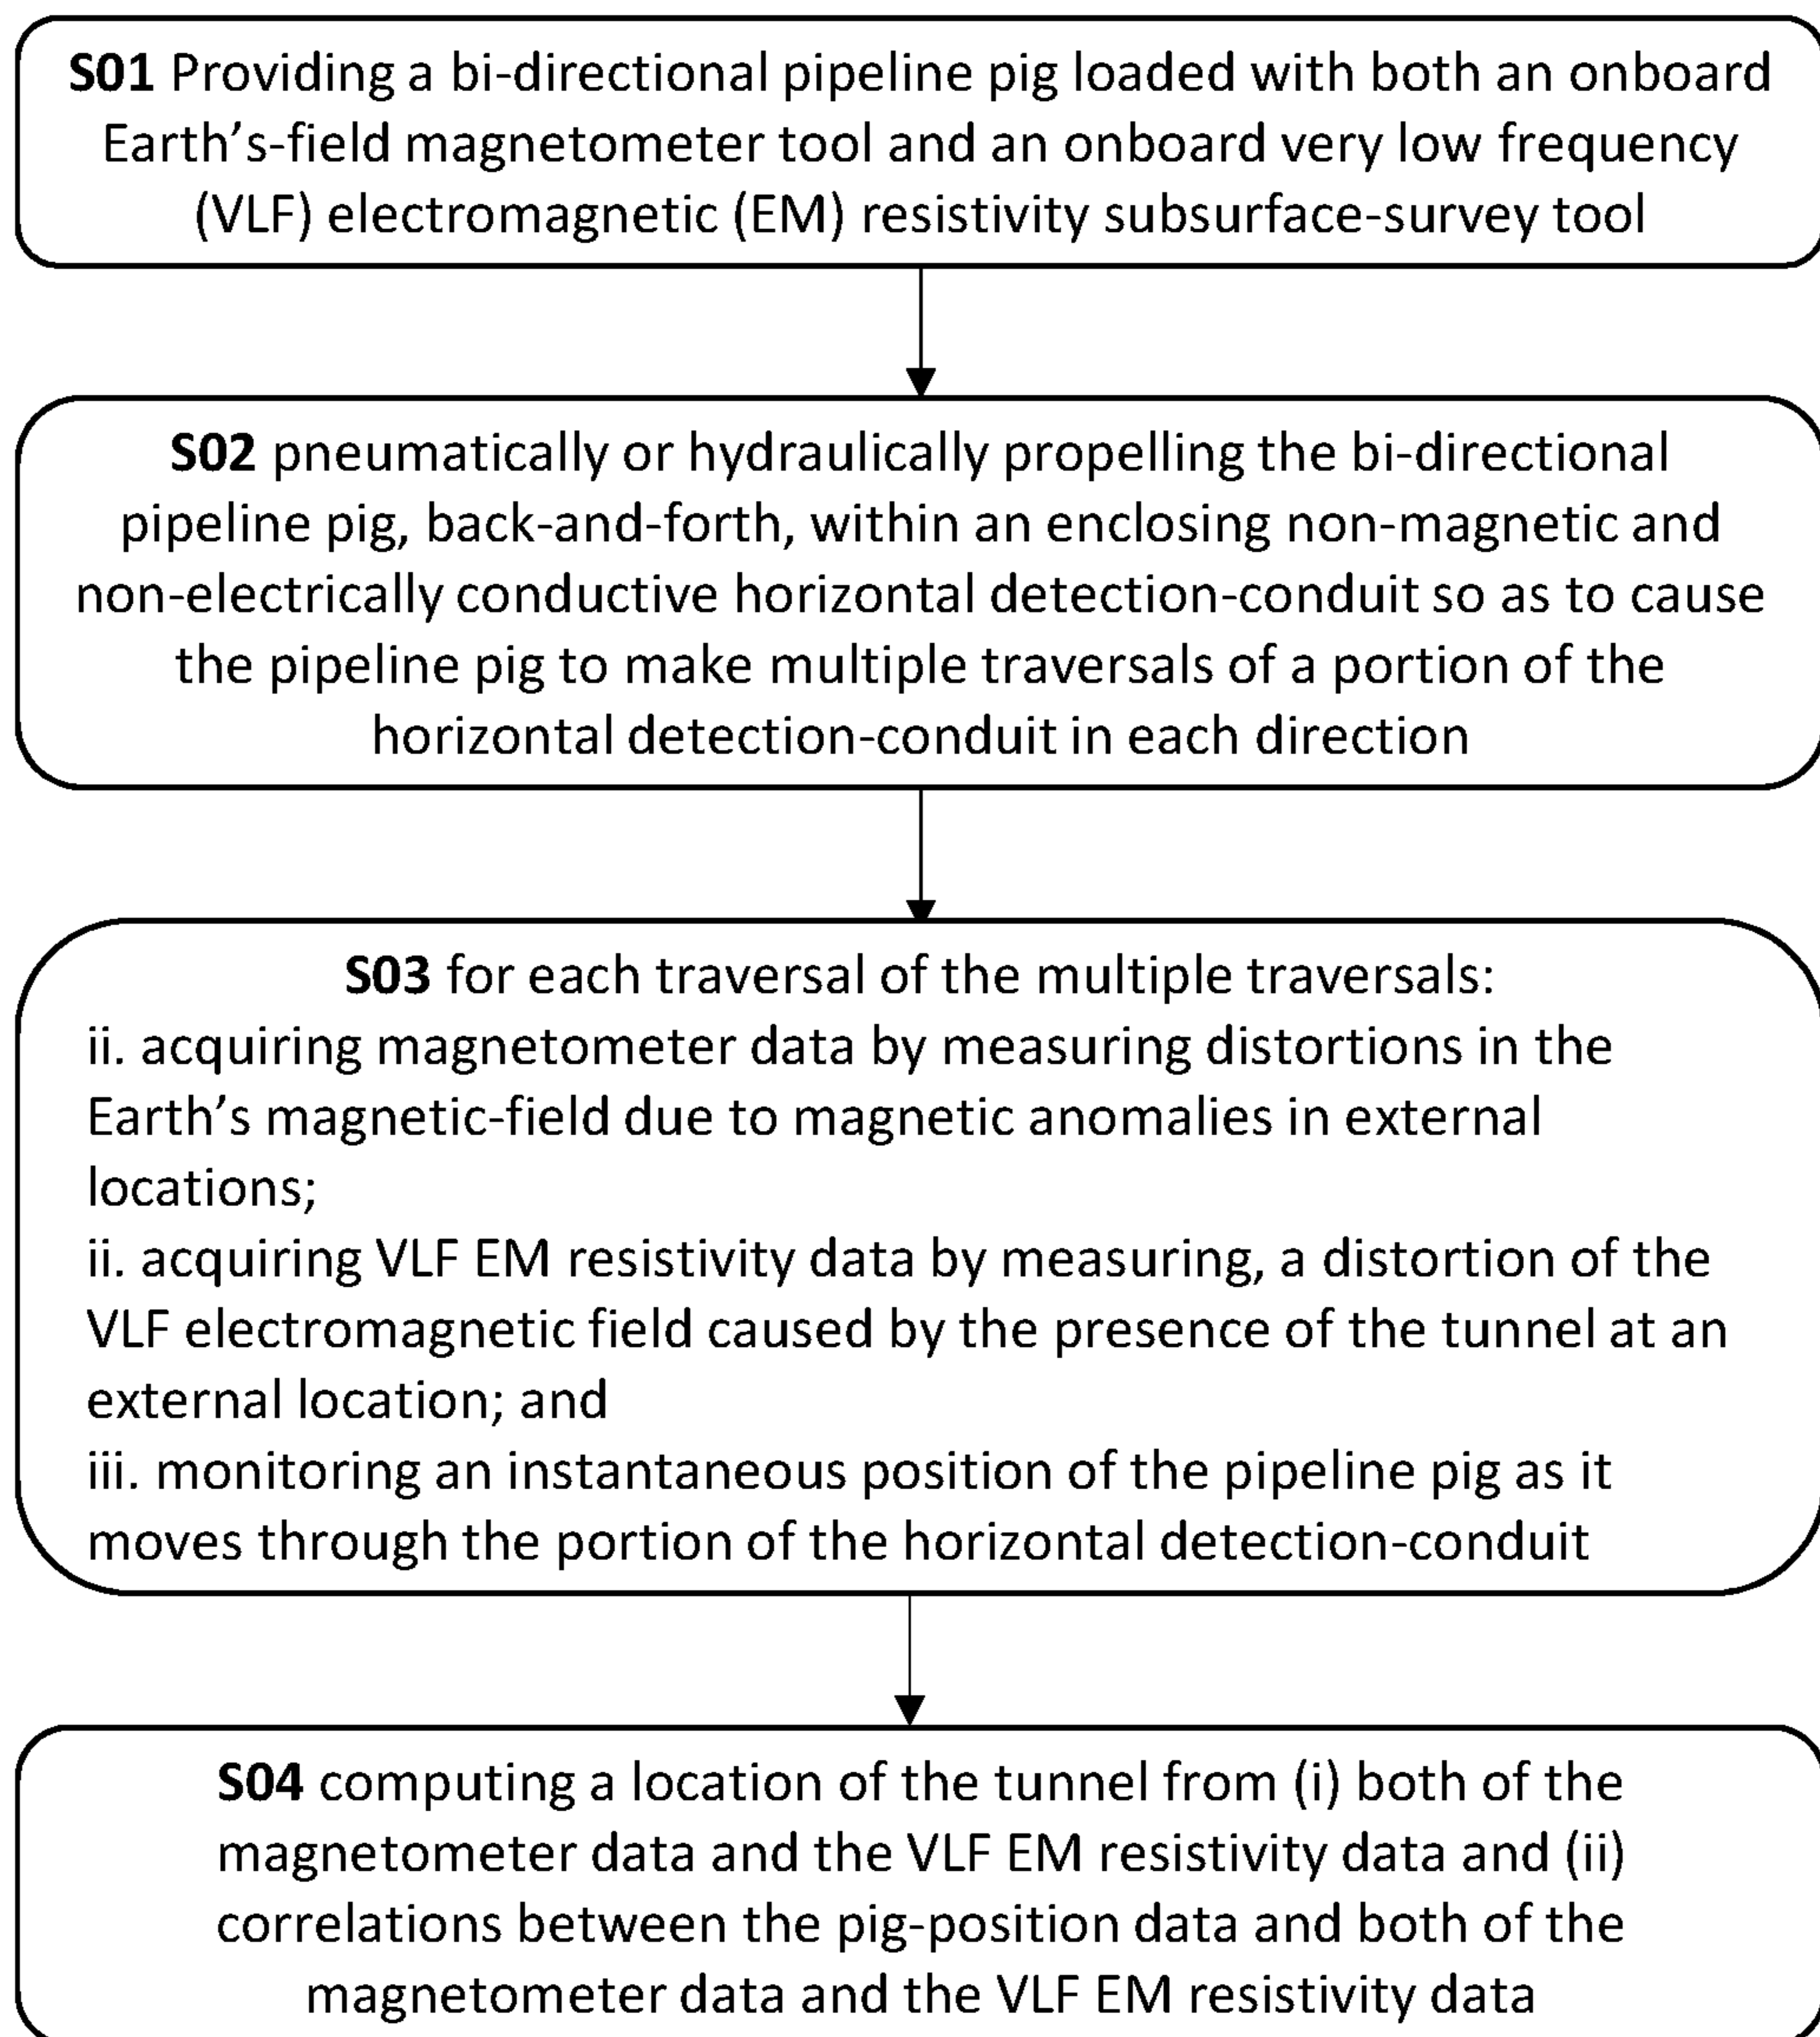 S01 Providing a bi-directional pipeline pig loaded with both an onboard
Earth’s-field magnetometer tool and an onboard very low frequency
(VLF) electromagnetic (EM) resistivity subsurface-survey tool
S02 pneumatically or hydraulically propelling the bi-directional
pipeline pig, back-and-forth, within an enclosing non-magnetic and
non-electrically conductive horizontal detection-conduit so as to cause
the pipeline pig to make multiple traversals of a portion of the
horizontal detection-conduit in each direction
S03 for each traversal of the multiple traversals:
ii. acquiring magnetometer data by measuring distortions in the
Earth’s magnetic-field due to magnetic anomalies in external
locations;
ii. acquiring VLF EM resistivity data by measuring, a distortion of the
VLF electromagnetic field caused by the presence of the tunnel at an
external location; and
iii. monitoring an instantaneous position of the pipeline pig as it
moves through the portion of the horizontal detection-conduit
S04 computing a location of the tunnel from (i) both of the
magnetometer data and the VLF EM resistivity data and (ii)
correlations between the pig-position data and both of the
magnetometer data and the VLF EM resistivity data